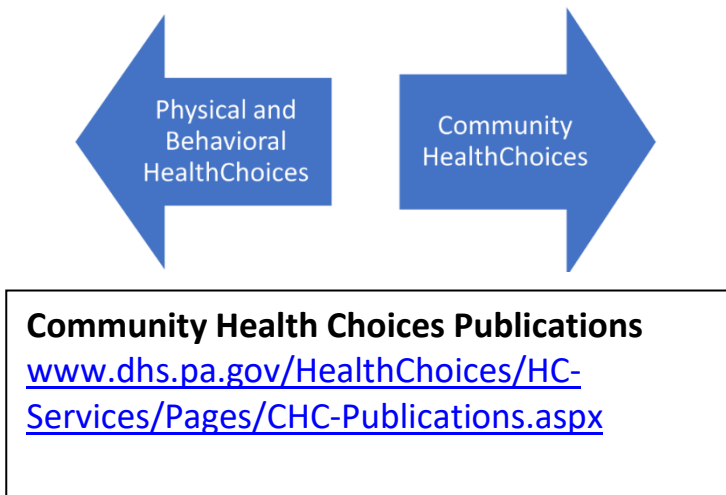 Physical and
Behavioral
HealthChoices
Community
HealthChoices
Community Health Choices Publications
www.dhs.pa.gov/HealthChoices/HC-
Services/Pages/CHC-Publications.aspx